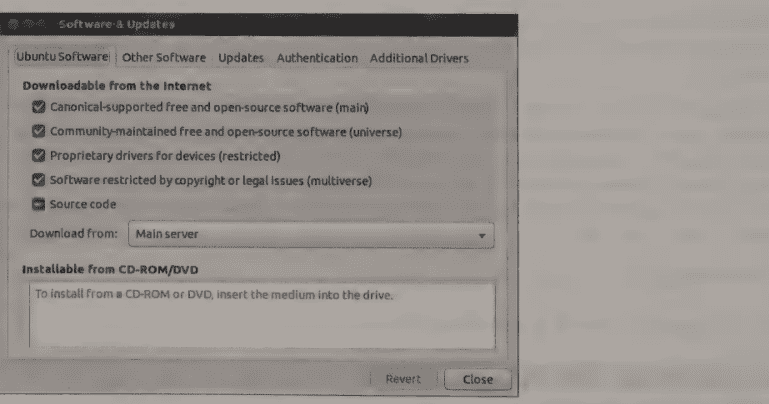 Software & Updates
Ubuntu Software Other Software Updates Authentication Additional Drivers
Downloadable from the Internet
Canonical-supported free and open-source software (main)
Community-maintained free and open-source software (universe)
Proprietary drivers for devices (restricted)
Software restricted by copyright or legal issues (multiverse)
Source code
Download from: Main server
Installable from CD-ROM/DVD
To install from a CD-ROM or DVD, insert the medium into the drive.
Revert Close